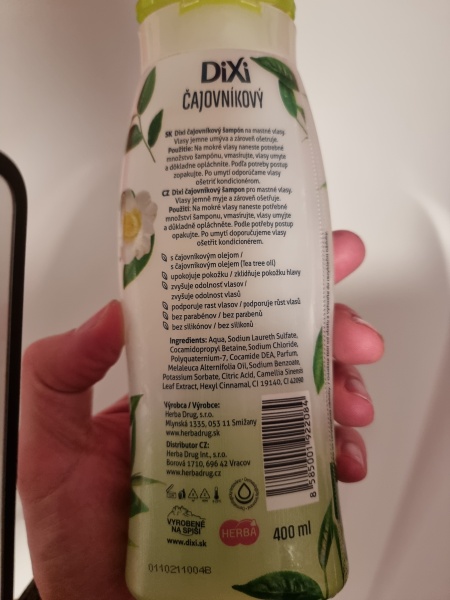 DiXi
ČAJOVNÍKOVÝ
SK Dixi čajovníkový šampón na mastné vlasy.
Vlasy jemne umýva a zároveň ošetruje.
Použitie: Na mokré vlasy naneste potrebné
množstvo šampónu, vmasírujte, vlasy umyte
a dôkladne opláchnite. Podľa potreby postup
zopakujte. Po umytí odporúčame vlasy
ošetriť kondicionérom.
CZ Dixi čajovníkový šampon pro mastné vlasy.
Vlasy jemně myje a zároveň ošetřuje.
Použití: Na mokré vlasy naneste potřebné
množství šamponu, vmasírujte, vlasy umyjte
a důkladně opláchněte. Podle potřeby postup
opakujte. Po umytí doporučujeme vlasy
ošetřit kondicionérem.
s čajovníkovým olejom /
s čajovníkovým olejem (Tea tree oil)
upokojuje pokožku / zklidňuje pokožku hlavy
zvyšuje odolnosť vlasov /
zvyšuje odolnost vlasů
podporuje rast vlasov / podporuje růst vlasů
bez parabénov / bez parabenů
bez silikónov / bez silikonů
Ingredients: Aqua, Sodiun Laureth Sulfate,
Cocamidopropyl Betaine, Sodium Chloride,
Polyquaternium-7, Cocamide DEA, Parfum,
Melaleuca Alternifolia Oil, Sodium Benzoate,
Potassium Sorbate, Citric Acid, Camellia Sinensis
Leaf Extract, Hexyl Cinnamal, CI 19140, CI 42090
Výrobca / Výrobce:
Herba Drug, s.r.o.
Mlynská 1335, 053 11 Smižany
www.herbadrug.sk
Distributor CZ:
Herba Drug Int., s.r.o.
Borová 1710, 696 42 Vracov
www.herbadrug.cz
8 585001 922084
VYROBENÉ
NA SPIŠI
www.dixi.sk
HERBA
400 ml
0110211004B